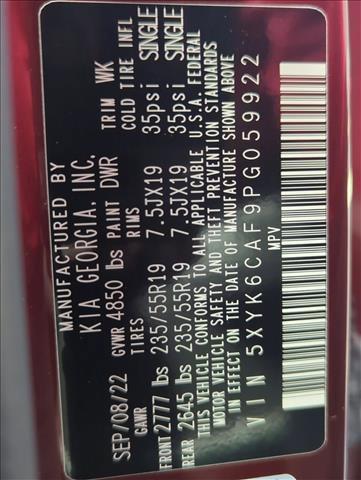 MANUFACTURED BY
KIA GEORGIA, INC.
SEP/08/22 GVWR 4850 lbs PAINT DWR TRIM WK
GAWR TIRES RIMS COLD TIRE INFL
FRONT 2777 lbs 235/55R19 7.5JX19 35psi SINGLE
REAR 2645 lbs 235/55R19 7.5JX19 35psi SINGLE
THIS VEHICLE CONFORMS TO ALL APPLICABLE U.S.A. FEDERAL
MOTOR VEHICLE SAFETY AND THEFT PREVENTION STANDARDS
IN EFFECT ON THE DATE OF MANUFACTURE SHOWN ABOVE
VIN 5XYK6CAF9PG059922
MPV